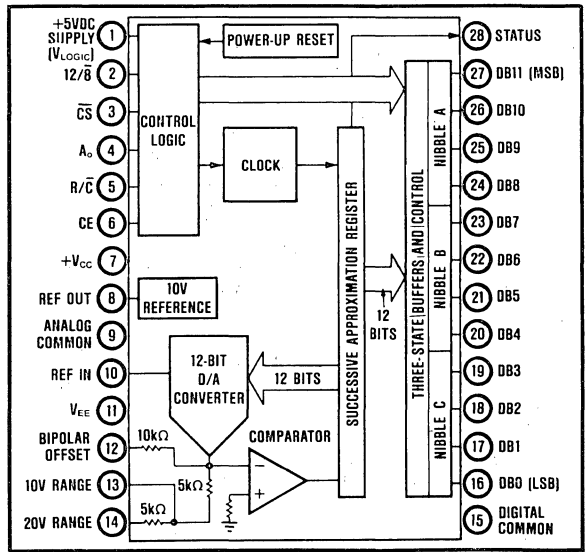 +5VDC
SUPPLY
(VLOGIC)
1
12/8̅
2
C̅S̅
3
Ao
4
R/C̅
5
CE
6
+VCC
7
REF OUT
8
ANALOG
COMMON
9
REF IN
10
VEE
11
BIPOLAR
OFFSET
12
10V RANGE
13
20V RANGE
14
CONTROL
LOGIC
POWER-UP RESET
CLOCK
10V
REFERENCE
12-BIT
D/A
CONVERTER
12 BITS
10kΩ
5kΩ
5kΩ
COMPARATOR
−
+
SUCCESSIVE APPROXIMATION REGISTER
12
BITS
THREE-STATE BUFFERS AND CONTROL
NIBBLE A
NIBBLE B
NIBBLE C
28 STATUS
27 DB11 (MSB)
26 DB10
25 DB9
24 DB8
23 DB7
22 DB6
21 DB5
20 DB4
19 DB3
18 DB2
17 DB1
16 DB0 (LSB)
15 DIGITAL
COMMON